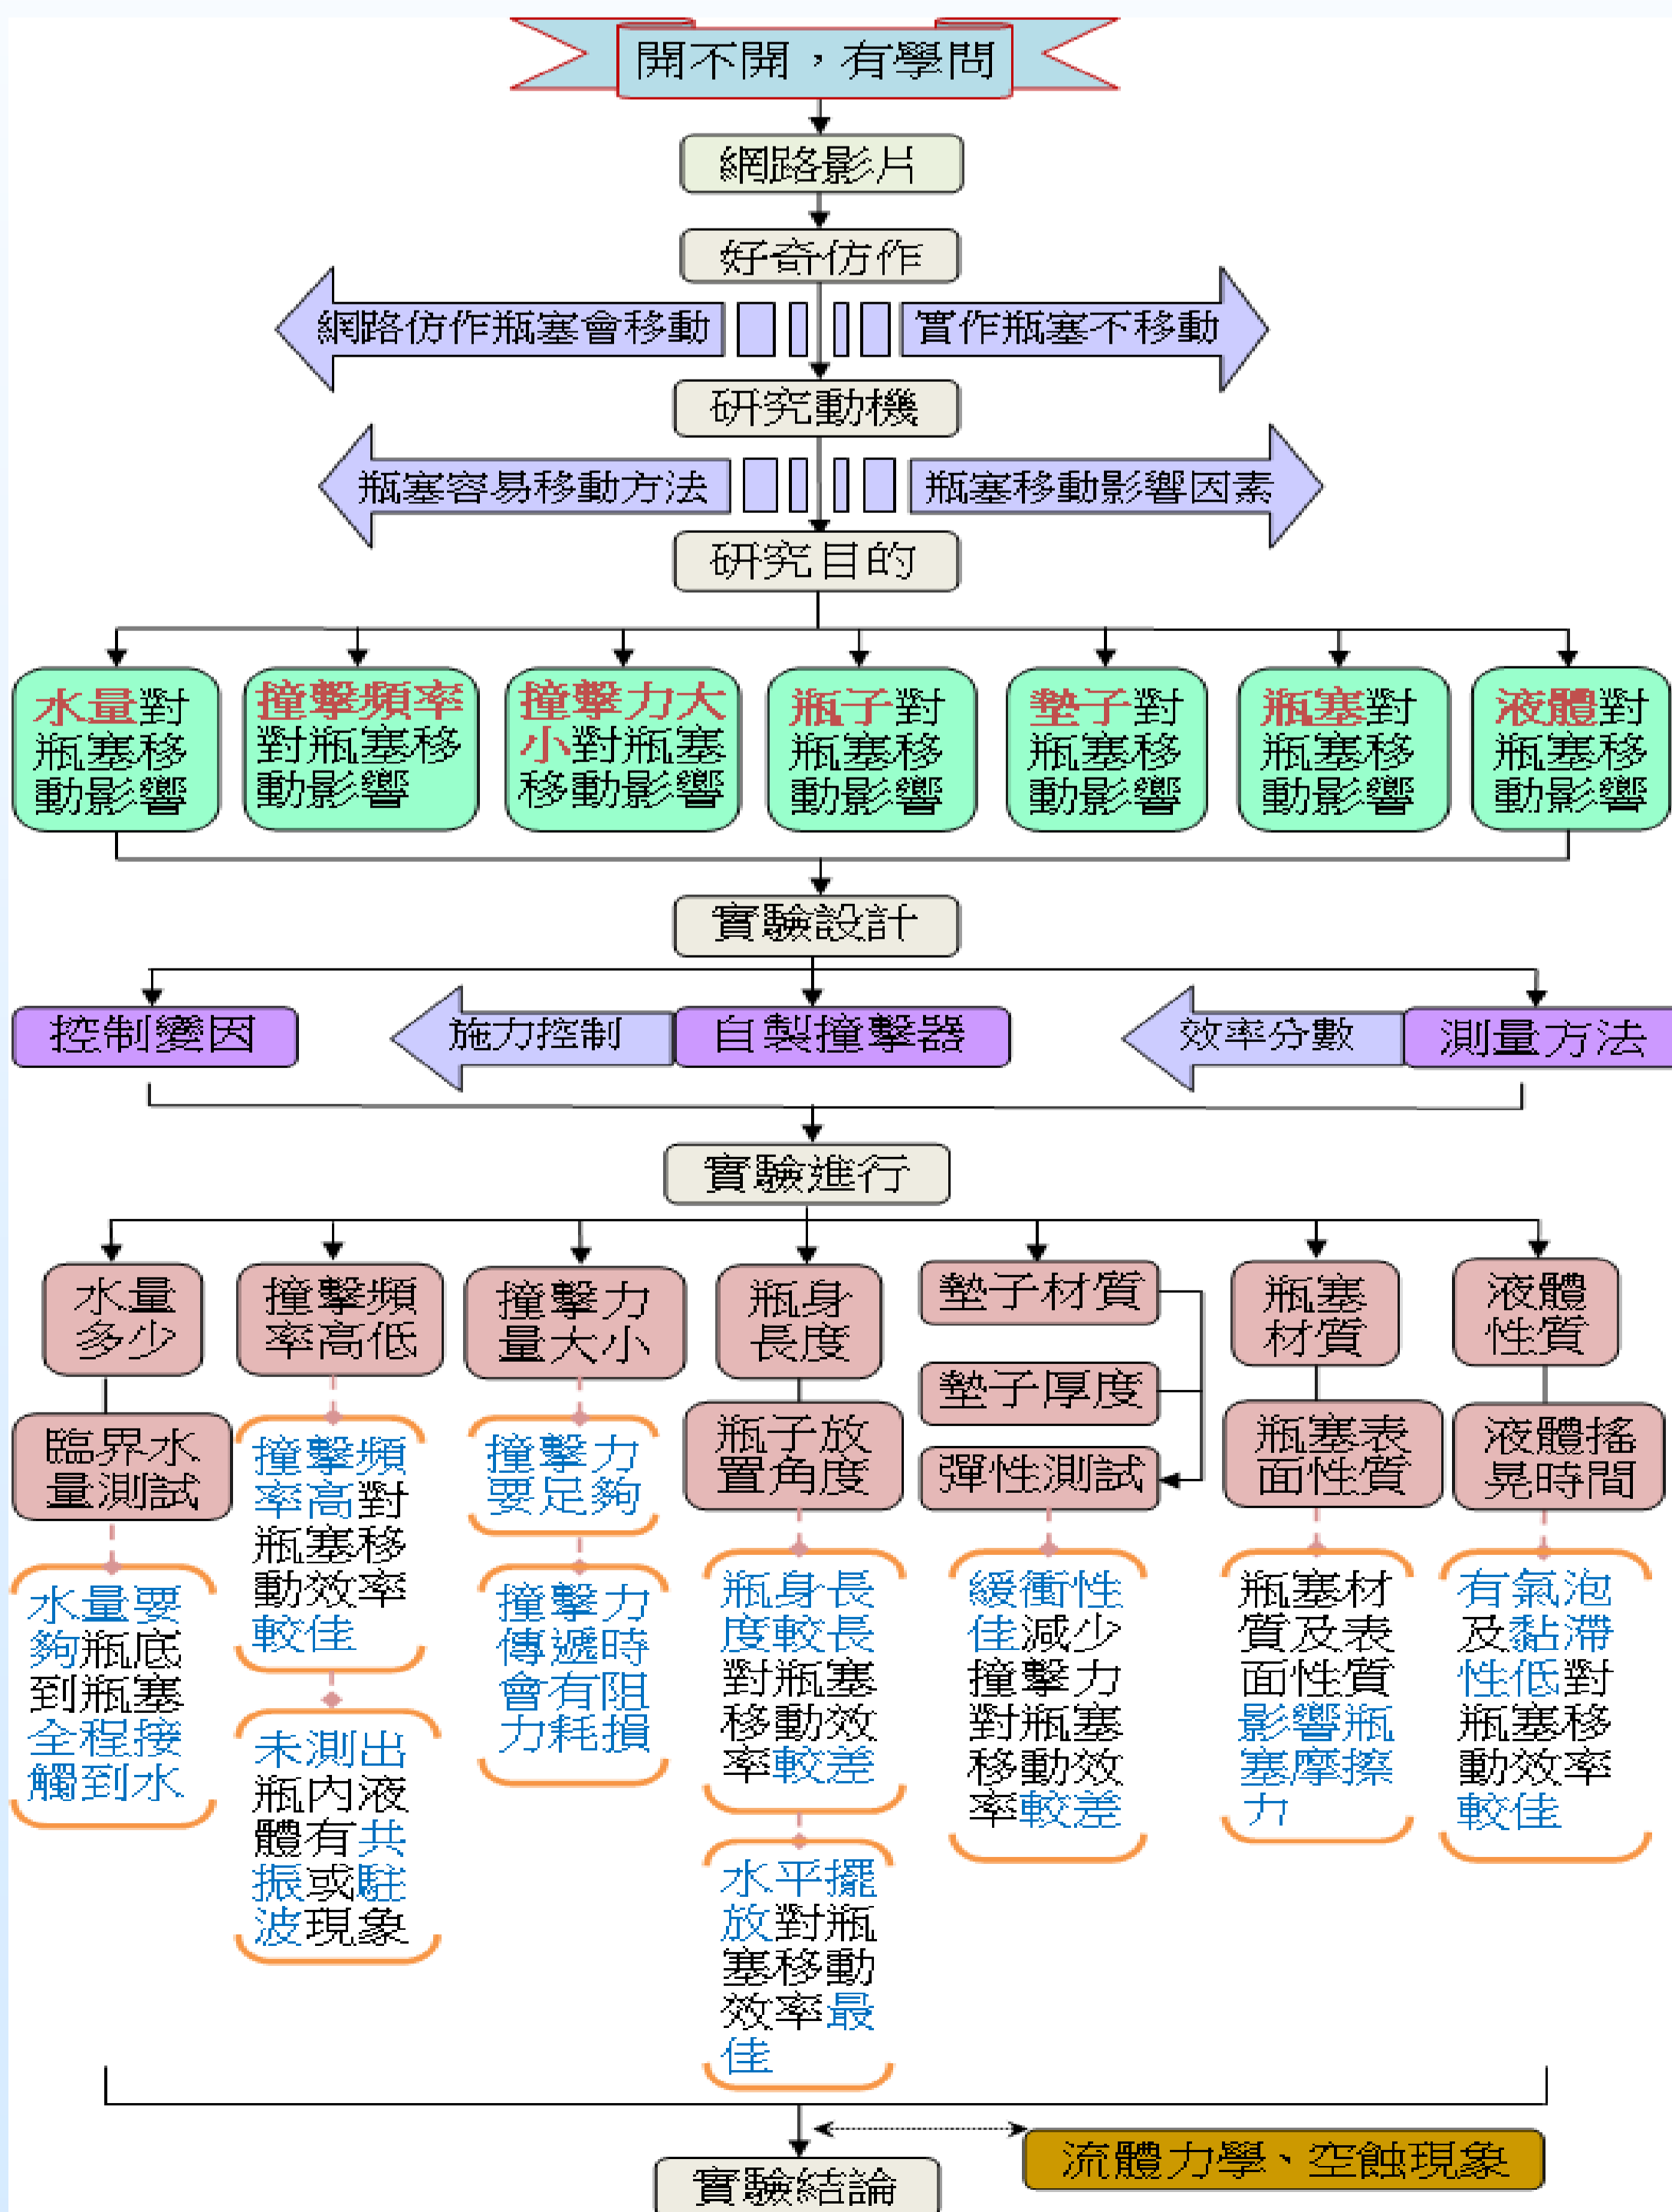 開不開，有學問
網路影片
好奇仿作
網路仿作瓶塞會移動
實作瓶塞不移動
研究動機
瓶塞容易移動方法
瓶塞移動影響因素
研究目的
水量對
瓶塞移
動影響
撞擊頻率
對瓶塞移
動影響
撞擊力大
小對瓶塞
移動影響
瓶子對
瓶塞移
動影響
墊子對
瓶塞移
動影響
瓶塞對
瓶塞移
動影響
液體對
瓶塞移
動影響
實驗設計
控制變因
施力控制
自製撞擊器
效率分數
測量方法
實驗進行
水量
多少
臨界水
量測試
水量要
夠瓶底
到瓶塞
全程接
觸到水
撞擊頻
率高低
撞擊頻
率高對
瓶塞移
動效率
較佳
未測出
瓶內液
體有共
振或駐
波現象
撞擊力
量大小
撞擊力
要足夠
撞擊力
傳遞時
會有阻
力耗損
瓶身
長度
瓶子放
置角度
瓶身長
度較長
對瓶塞
移動效
率較差
水平擺
放對瓶
塞移動
效率最
佳
墊子材質
墊子厚度
彈性測試
緩衝性
佳減少
撞擊力
對瓶塞
移動效
率較差
瓶塞
材質
瓶塞表
面性質
瓶塞材
質及表
面性質
影響瓶
塞摩擦
力
液體
性質
液體搖
晃時間
有氣泡
及黏滯
性低對
瓶塞移
動效率
較佳
流體力學、空蝕現象
實驗結論